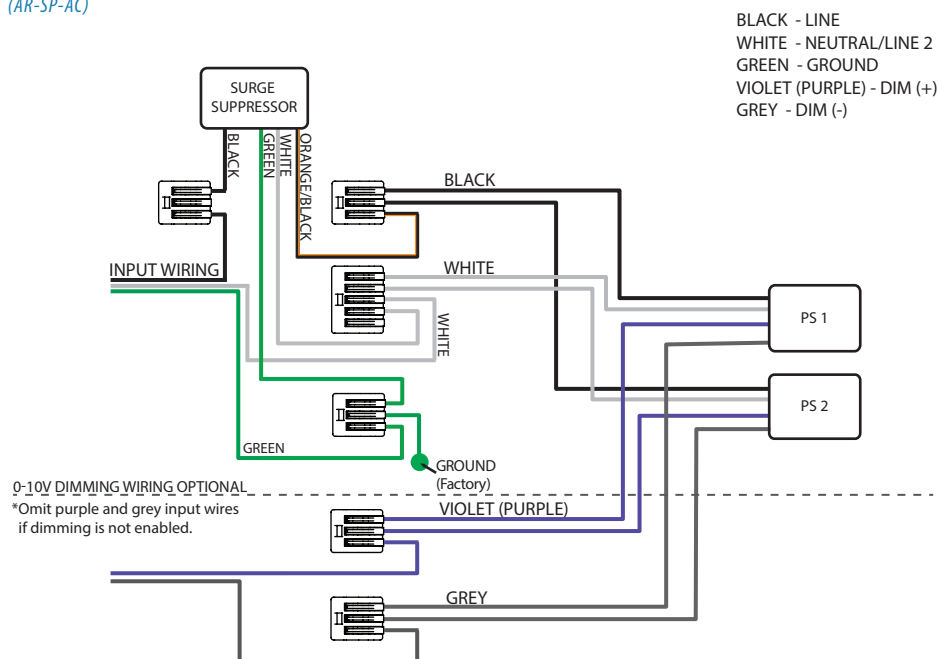 (AR-SP-AC)
BLACK - LINE
WHITE - NEUTRAL/LINE 2
GREEN - GROUND
VIOLET (PURPLE) - DIM (+)
GREY - DIM (-)
SURGE
SUPPRESSOR
BLACK
GREEN
WHITE
ORANGE/BLACK
BLACK
INPUT WIRING
WHITE
WHITE
PS 1
PS 2
GREEN
GROUND
(Factory)
0-10V DIMMING WIRING OPTIONAL
*Omit purple and grey input wires
if dimming is not enabled.
VIOLET (PURPLE)
GREY